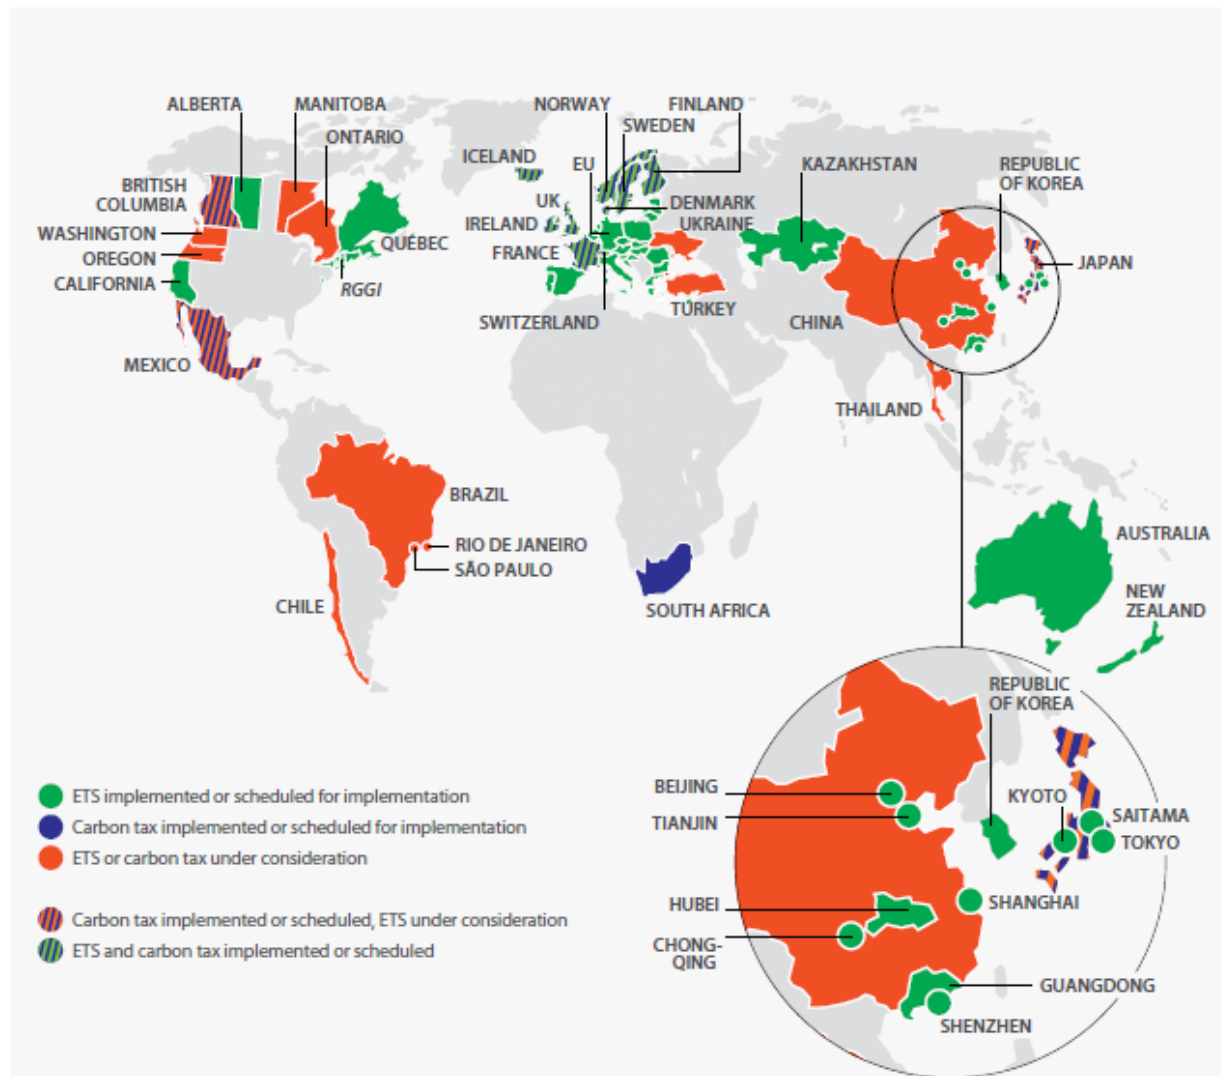 ALBERTA
MANITOBA
ONTARIO
NORWAY
FINLAND
SWEDEN
ICELAND
EU
KAZAKHSTAN
REPUBLIC
OF KOREA
BRITISH
COLUMBIA
UK
DENMARK
UKRAINE
IRELAND
WASHINGTON
QUÉBEC
FRANCE
OREGON
JAPAN
CALIFORNIA
RGGI
TURKEY
SWITZERLAND
CHINA
MEXICO
THAILAND
BRAZIL
AUSTRALIA
RIO DE JANEIRO
SÃO PAULO
CHILE
SOUTH AFRICA
NEW
ZEALAND
REPUBLIC
OF KOREA
BEIJING
KYOTO
TIANJIN
SAITAMA
TOKYO
HUBEI
SHANGHAI
CHONG-
QING
GUANGDONG
SHENZHEN
ETS implemented or scheduled for implementation
Carbon tax implemented or scheduled for implementation
ETS or carbon tax under consideration
Carbon tax implemented or scheduled, ETS under consideration
ETS and carbon tax implemented or scheduled